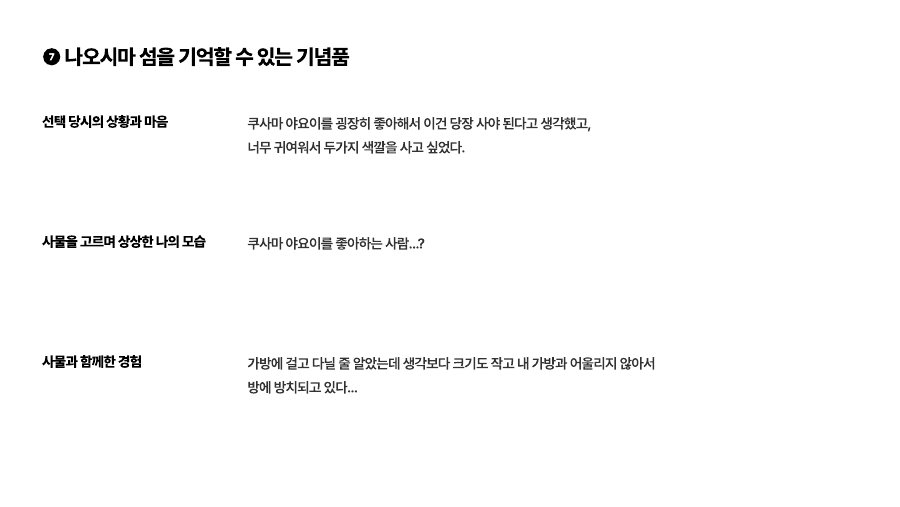 ❼ 나오시마 섬을 기억할 수 있는 기념품
선택 당시의 상황과 마음
쿠사마 야요이를 굉장히 좋아해서 이건 당장 사야 된다고 생각했고,
너무 귀여워서 두가지 색깔을 사고 싶었다.
사물을 고르며 상상한 나의 모습
쿠사마 야요이를 좋아하는 사람...?
사물과 함께한 경험
가방에 걸고 다닐 줄 알았는데 생각보다 크기도 작고 내 가방과 어울리지 않아서
방에 방치되고 있다...